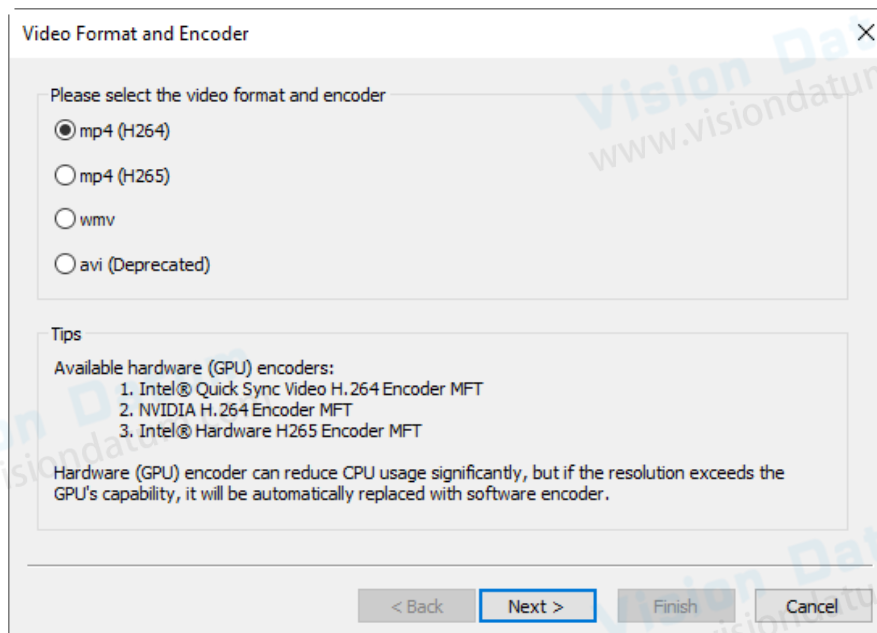 Video Format and Encoder
Please select the video format and encoder
mp4 (H264)
mp4 (H265)
wmv
avi (Deprecated)
Tips
Available hardware (GPU) encoders:
1. Intel® Quick Sync Video H.264 Encoder MFT
2. NVIDIA H.264 Encoder MFT
3. Intel® Hardware H265 Encoder MFT
Hardware (GPU) encoder can reduce CPU usage significantly, but if the resolution exceeds the
GPU's capability, it will be automatically replaced with software encoder.
< Back
Next >
Finish
Cancel
Vision Dat
www.visiondatum